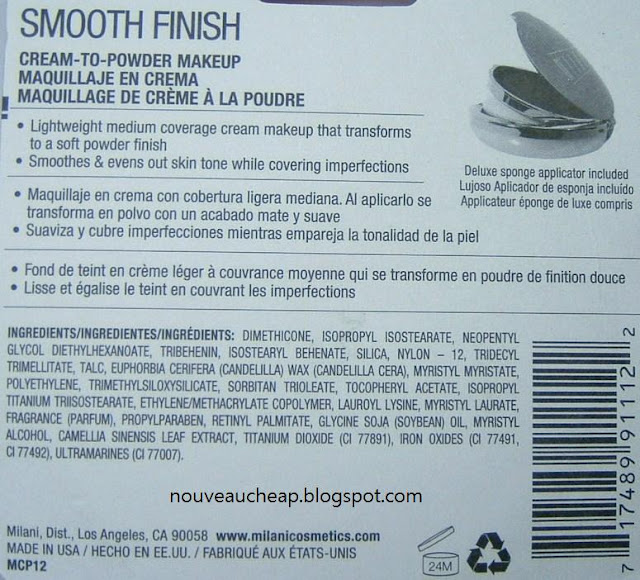 SMOOTH FINISH
CREAM-TO-POWDER MAKEUP
MAQUILLAJE EN CREMA
MAQUILLAGE DE CRÈME À LA POUDRE
• Lightweight medium coverage cream makeup that transforms
to a soft powder finish
• Smoothes & evens out skin tone while covering imperfections
Deluxe sponge applicator included
Lujoso Aplicador de esponja incluído
Applicateur éponge de luxe compris
• Maquillaje en crema con cobertura ligera mediana. Al aplicarlo se
transforma en polvo con un acabado mate y suave
• Suaviza y cubre imperfecciones mientras empareja la tonalidad de la piel
• Fond de teint en crème léger à couvrance moyenne qui se transforme en poudre de finition douce
• Lisse et égalise le teint en couvrant les imperfections
INGREDIENTS/INGREDIENTES/INGRÉDIENTS: DIMETHICONE, ISOPROPYL ISOSTEARATE, NEOPENTYL
GLYCOL DIETHYLHEXANOATE, TRIBEHENIN, ISOSTEARYL BEHENATE, SILICA, NYLON – 12, TRIDECYL
TRIMELLITATE, TALC, EUPHORBIA CERIFERA (CANDELILLA) WAX (CANDELILLA CERA), MYRISTYL MYRISTATE,
POLYETHYLENE, TRIMETHYLSILOXYSILICATE, SORBITAN TRIOLEATE, TOCOPHERYL ACETATE, ISOPROPYL
TITANIUM TRIISOSTEARATE, ETHYLENE/METHACRYLATE COPOLYMER, LAUROYL LYSINE, MYRISTYL LAURATE,
FRAGRANCE (PARFUM), PROPYLPARABEN, RETINYL PALMITATE, GLYCINE SOJA (SOYBEAN) OIL, MYRISTYL
ALCOHOL, CAMELLIA SINENSIS LEAF EXTRACT, TITANIUM DIOXIDE (CI 77891), IRON OXIDES (CI 77491,
CI 77492), ULTRAMARINES (CI 77007).
nouveaucheap.blogspot.com
Milani, Dist., Los Angeles, CA 90058 www.milanicosmetics.com
MADE IN USA / HECHO EN EE.UU. / FABRIQUÉ AUX ÉTATS-UNIS
MCP12
24M
7 17489 91112 2